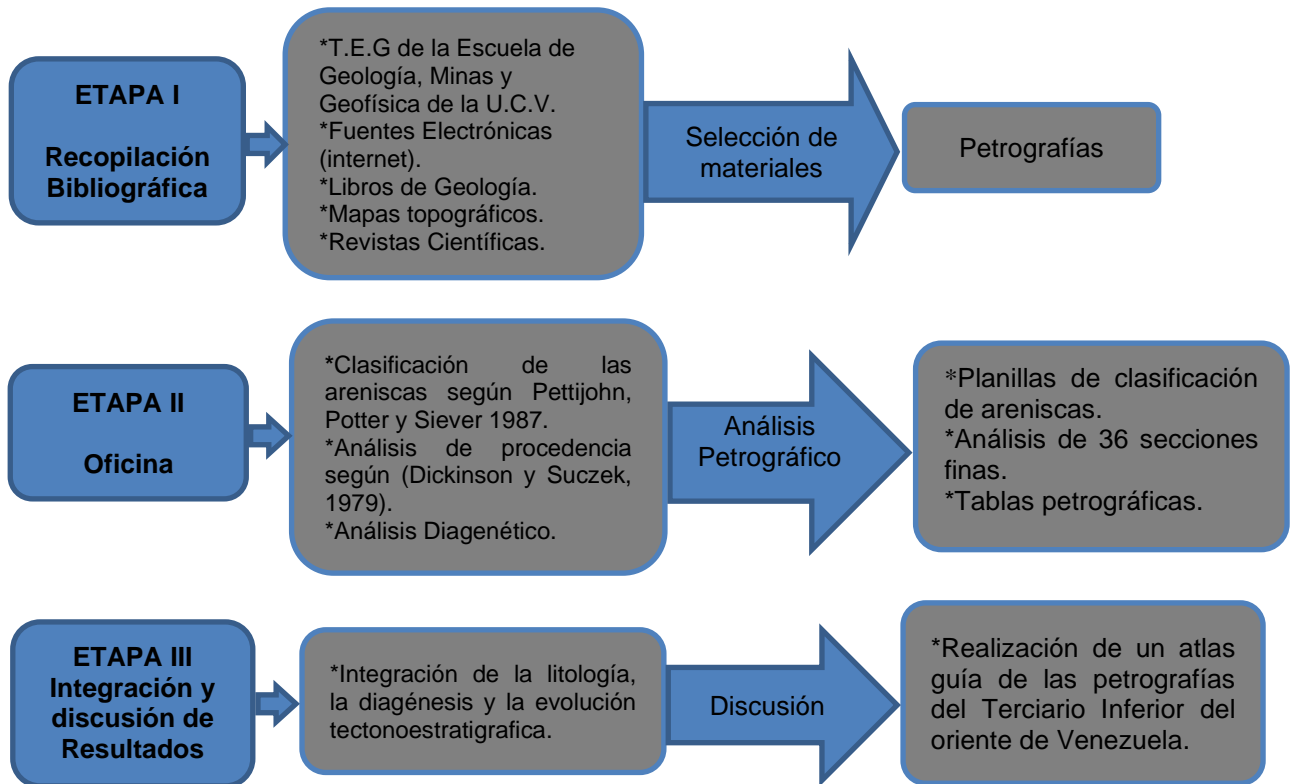 ETAPA I
Recopilación
Bibliográfica
*T.E.G de la Escuela de
Geología, Minas y
Geofísica de la U.C.V.
*Fuentes Electrónicas
(internet).
*Libros de Geología.
*Mapas topográficos.
*Revistas Científicas.
Selección de
materiales
Petrografías
ETAPA II
Oficina
*Clasificación de las
areniscas según Pettijohn,
Potter y Siever 1987.
*Análisis de procedencia
según (Dickinson y Suczek,
1979).
*Análisis Diagenético.
Análisis
Petrográfico
*Planillas de clasificación
de areniscas.
*Análisis de 36 secciones
finas.
*Tablas petrográficas.
ETAPA III
Integración y
discusión de
Resultados
*Integración de la litología,
la diagénesis y la evolución
tectonoestratigrafica.
Discusión
*Realización de un atlas
guía de las petrografías
del Terciario Inferior del
oriente de Venezuela.